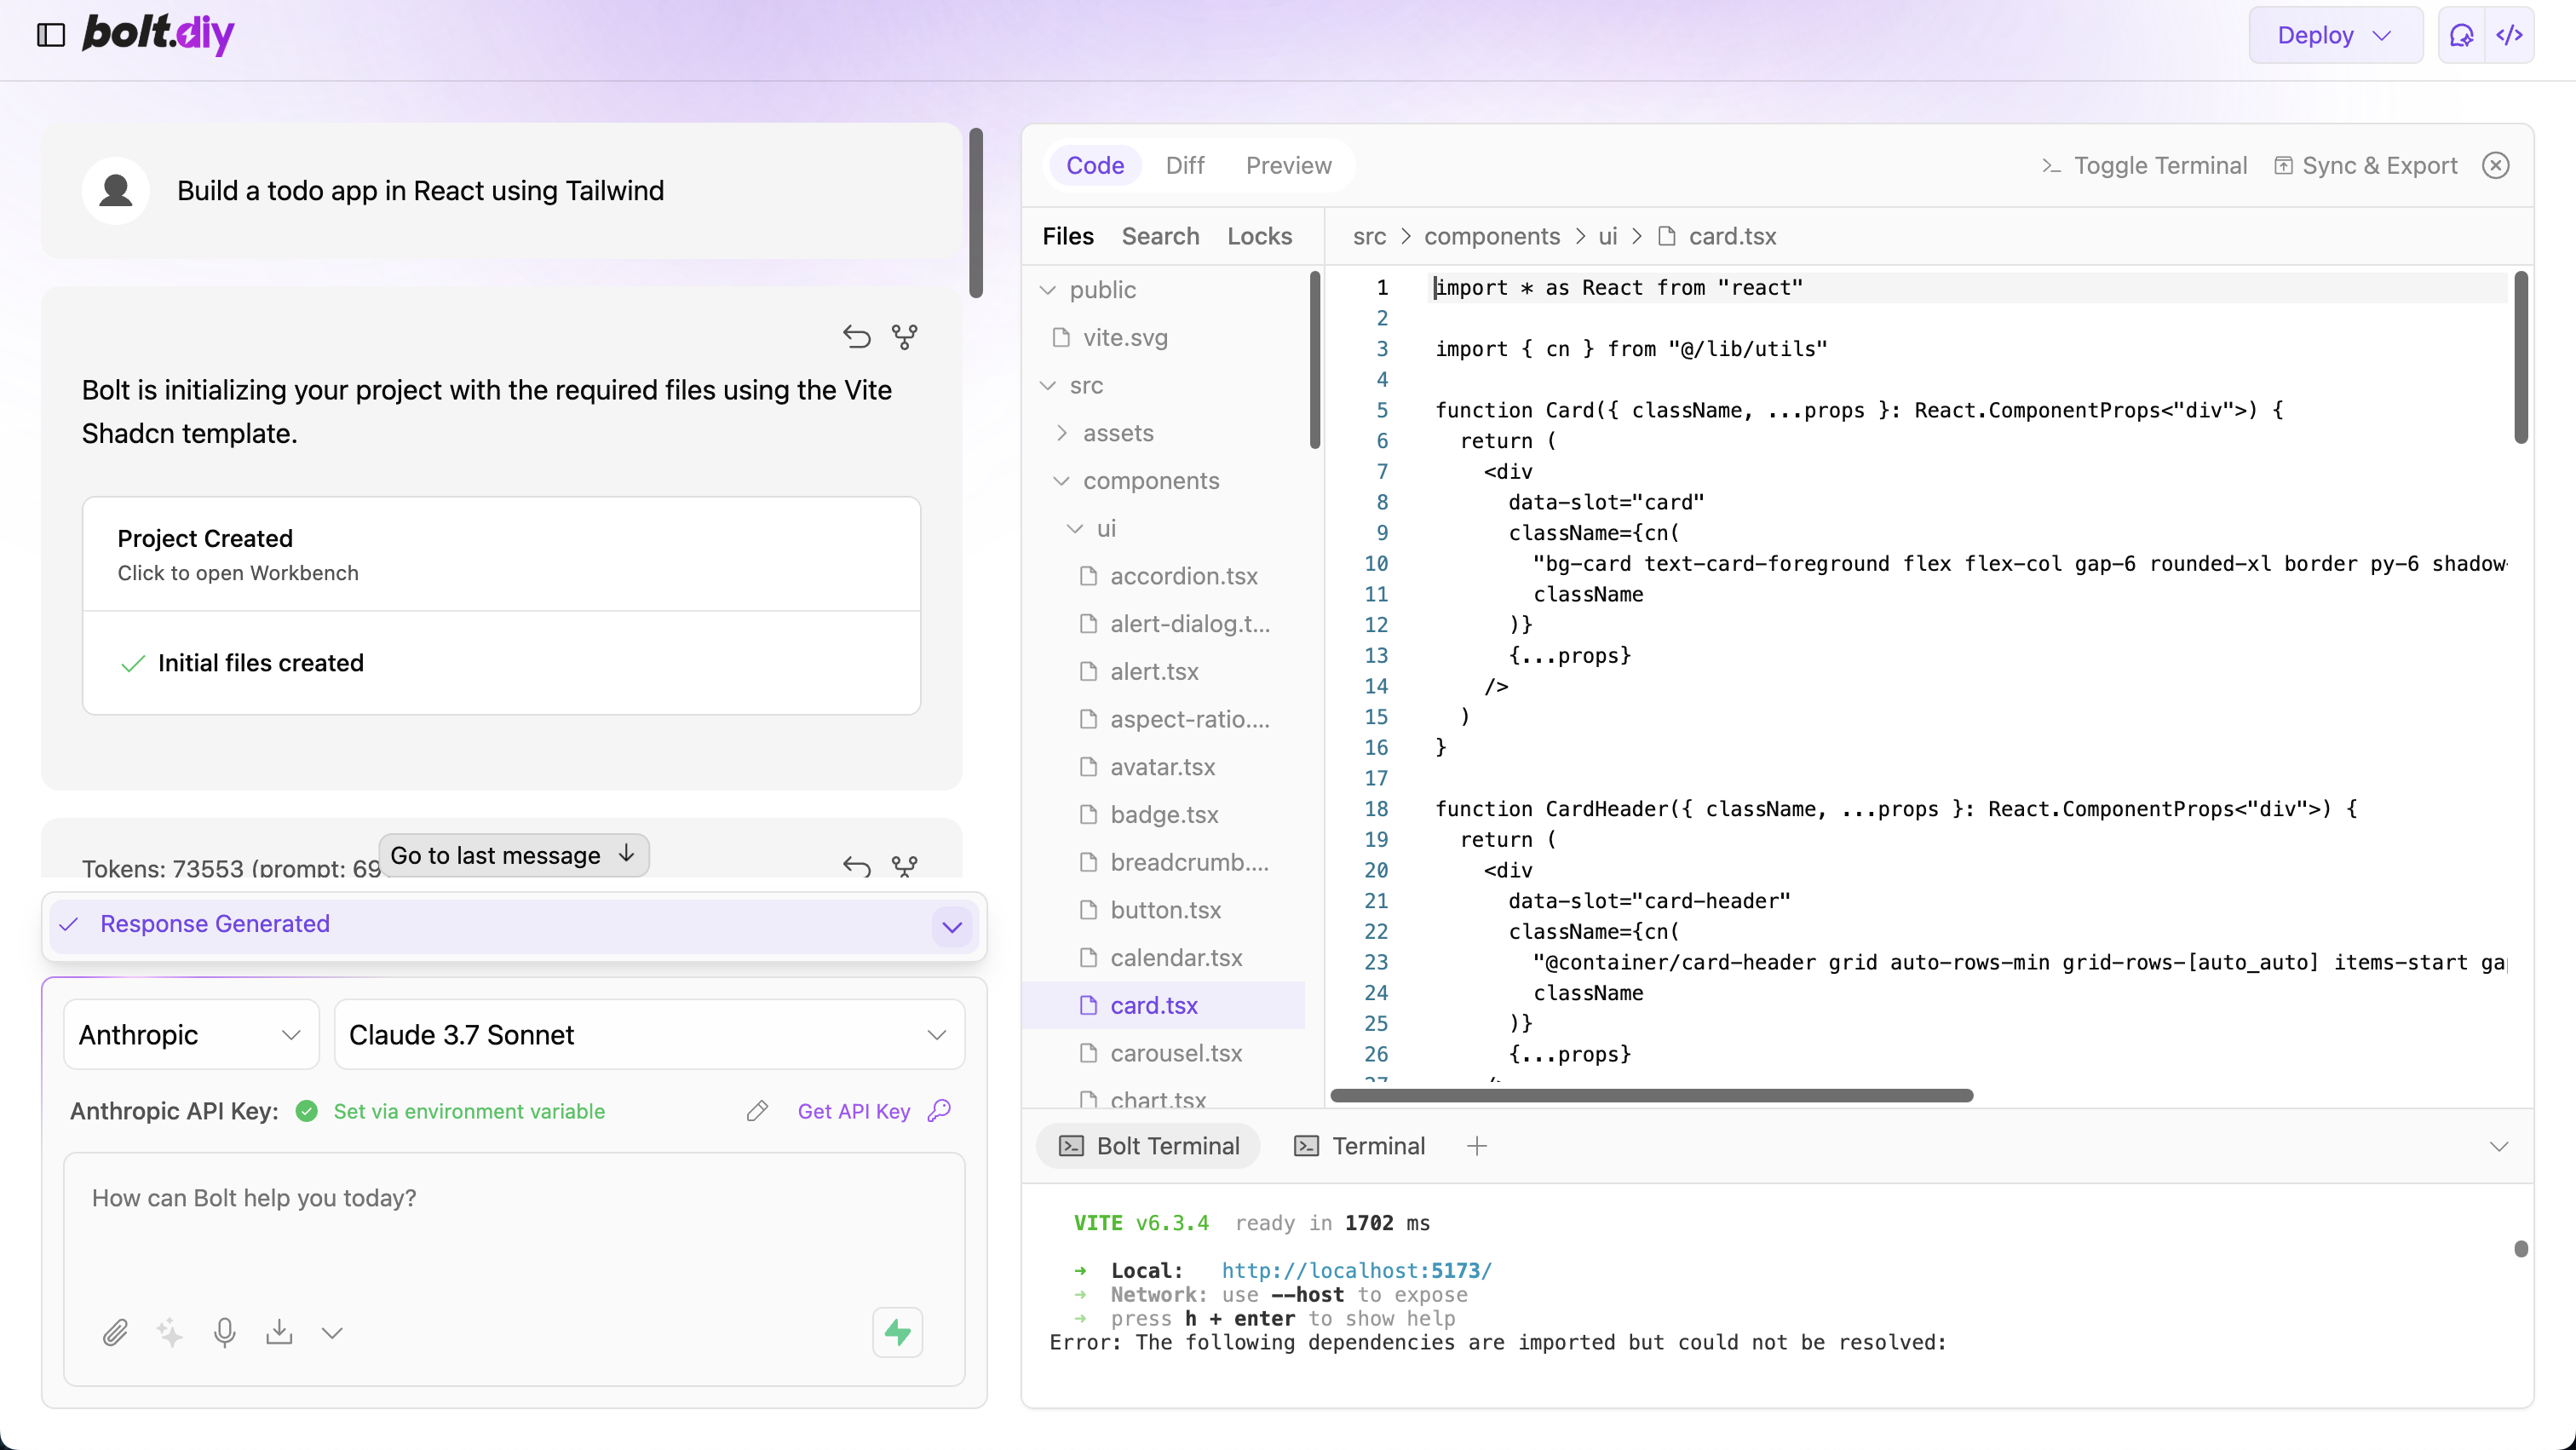 bolt.diy
Deploy
Build a todo app in React using Tailwind
Bolt is initializing your project with the required files using the Vite
Shadcn template.
Project Created
Click to open Workbench
Initial files created
Tokens: 73553 (prompt: 69
Go to last message
Response Generated
Anthropic
Claude 3.7 Sonnet
Anthropic API Key:
Set via environment variable
Get API Key
How can Bolt help you today?
Code Diff Preview
Toggle Terminal
Sync & Export
Files Search Locks
public
vite.svg
src
assets
components
ui
accordion.tsx
alert-dialog.t...
alert.tsx
aspect-ratio....
avatar.tsx
badge.tsx
breadcrumb....
button.tsx
calendar.tsx
card.tsx
carousel.tsx
chart.tsx
src > components > ui > card.tsx
1 import * as React from "react"
2
3 import { cn } from "@/lib/utils"
4
5 function Card({ className, ...props }: React.ComponentProps<"div">) {
6 return (
7 <div
8 data-slot="card"
9 className={cn(
10 "bg-card text-card-foreground flex flex-col gap-6 rounded-xl border py-6 shadow-
11 className
12 )}
13 {...props}
14 />
15 )
16 }
17
18 function CardHeader({ className, ...props }: React.ComponentProps<"div">) {
19 return (
20 <div
21 data-slot="card-header"
22 className={cn(
23 "@container/card-header grid auto-rows-min grid-rows-[auto_auto] items-start gap
24 className
25 )}
26 {...props}
27 />
Bolt Terminal
Terminal
VITE v6.3.4 ready in 1702 ms
➜ Local: http://localhost:5173/
➜ Network: use --host to expose
➜ press h + enter to show help
Error: The following dependencies are imported but could not be resolved: